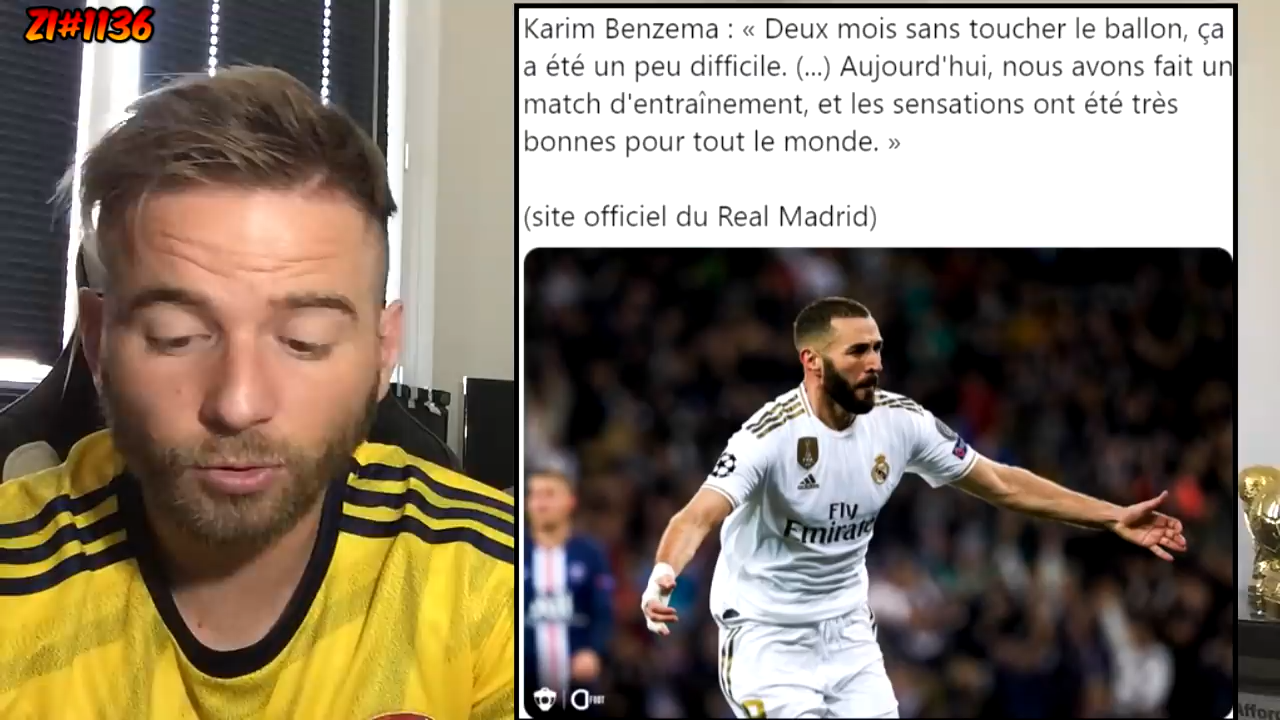 ZI#1136
Karim Benzema : « Deux mois sans toucher le ballon, ça
a été un peu difficile. (...) Aujourd'hui, nous avons fait un
match d'entraînement, et les sensations ont été très
bonnes pour tout le monde. »
(site officiel du Real Madrid)
Fly
Emirate
FOOT